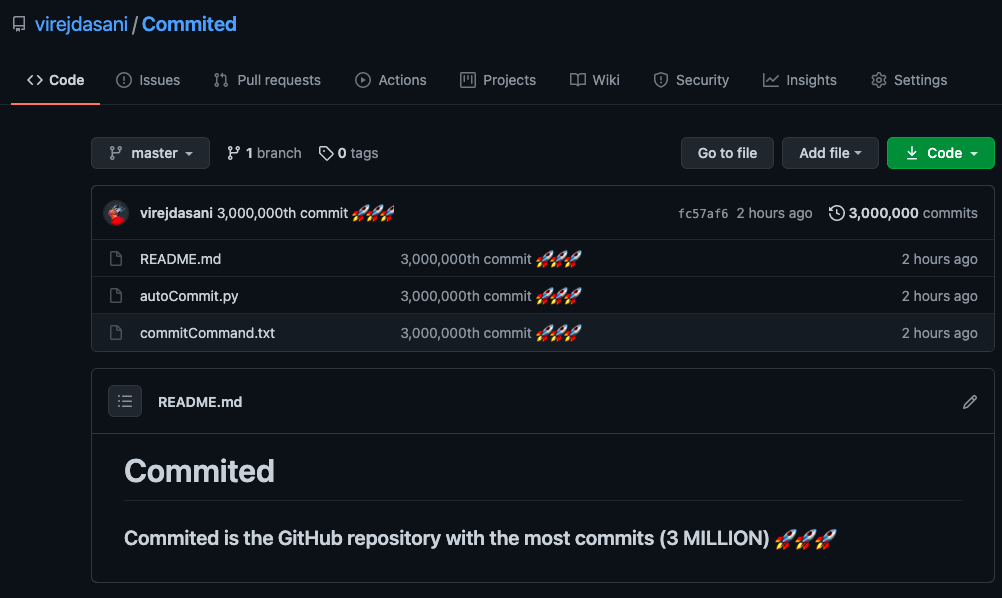 virejdasani / Commited
Code Issues Pull requests Actions Projects Wiki Security Insights Settings
master 1 branch 0 tags Go to file Add file Code
virejdasani 3,000,000th commit 🚀🚀🚀 fc57af6 2 hours ago 3,000,000 commits
README.md 3,000,000th commit 🚀🚀🚀 2 hours ago
autoCommit.py 3,000,000th commit 🚀🚀🚀 2 hours ago
commitCommand.txt 3,000,000th commit 🚀🚀🚀 2 hours ago
README.md
Commited
Commited is the GitHub repository with the most commits (3 MILLION) 🚀🚀🚀